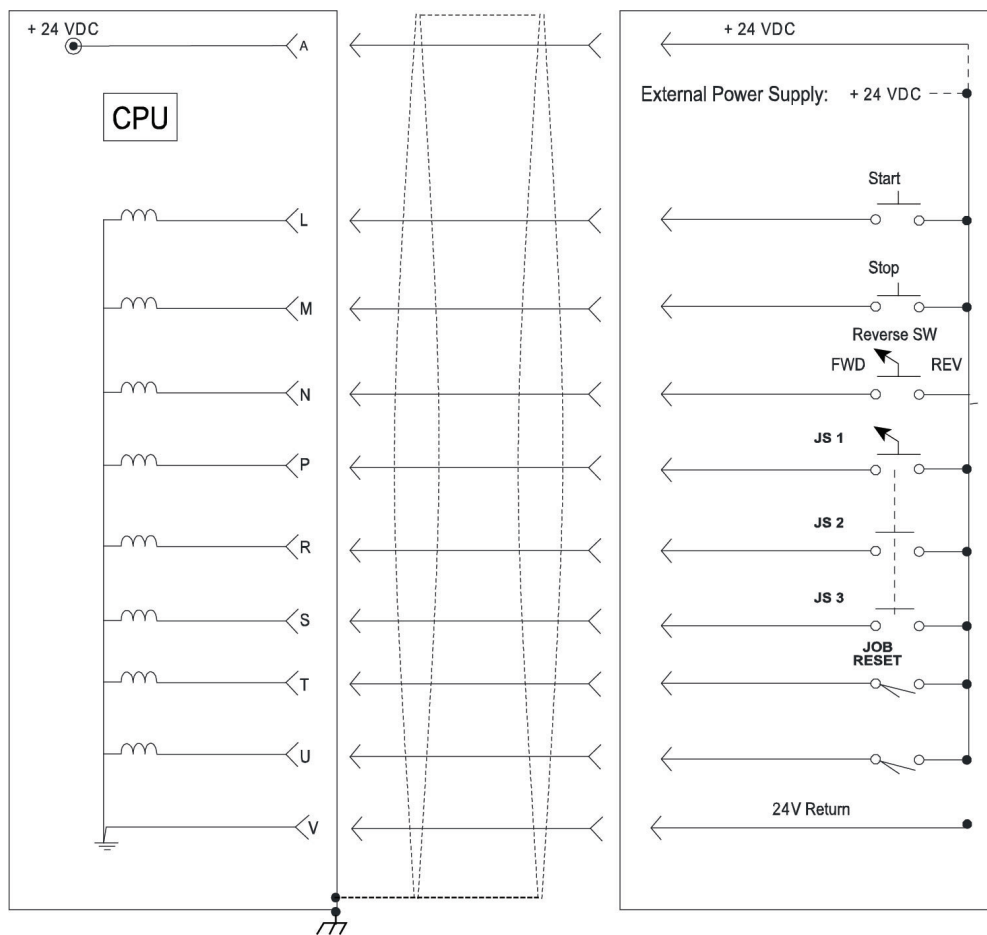 + 24 VDC
A
+ 24 VDC
External Power Supply: + 24 VDC
CPU
Start
L
Stop
M
Reverse SW
FWD REV
N
JS 1
P
JS 2
R
JS 3
S
JOB
RESET
T
U
24V Return
V